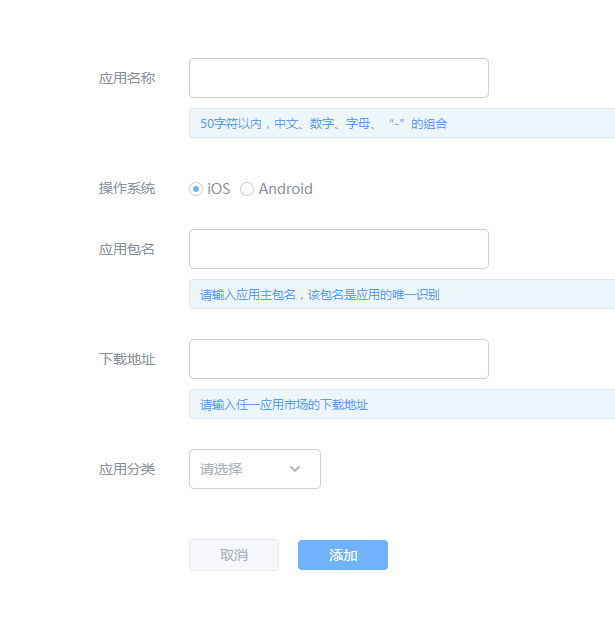 应用名称
50字符以内，中文、数字、字母、“-”的组合
操作系统 iOS Android
应用包名
请输入应用主包名，该包名是应用的唯一识别
下载地址
请输入任一应用市场的下载地址
应用分类 请选择
取消 添加